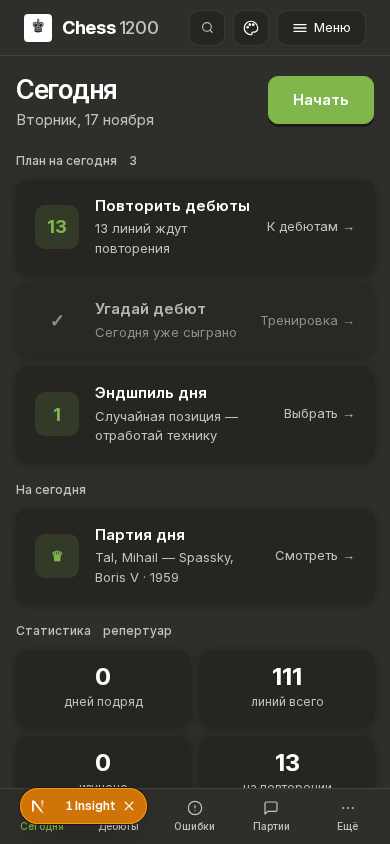 Chess 1200
Меню
Сегодня
Вторник, 17 ноября
Начать
План на сегодня 3
13
Повторить дебюты
13 линий ждут
повторения
К дебютам →
✓
Угадай дебют
Сегодня уже сыграно
Тренировка →
1
Эндшпиль дня
Случайная позиция —
отработай технику
Выбрать →
На сегодня
Партия дня
Tal, Mihail — Spassky,
Boris V · 1959
Смотреть →
Статистика репертуар
0
дней подряд
111
линий всего
0
изучено
13
на повторении
N 1 Insight ×
Сегодня
Дебюты
Ошибки
Партии
Ещё